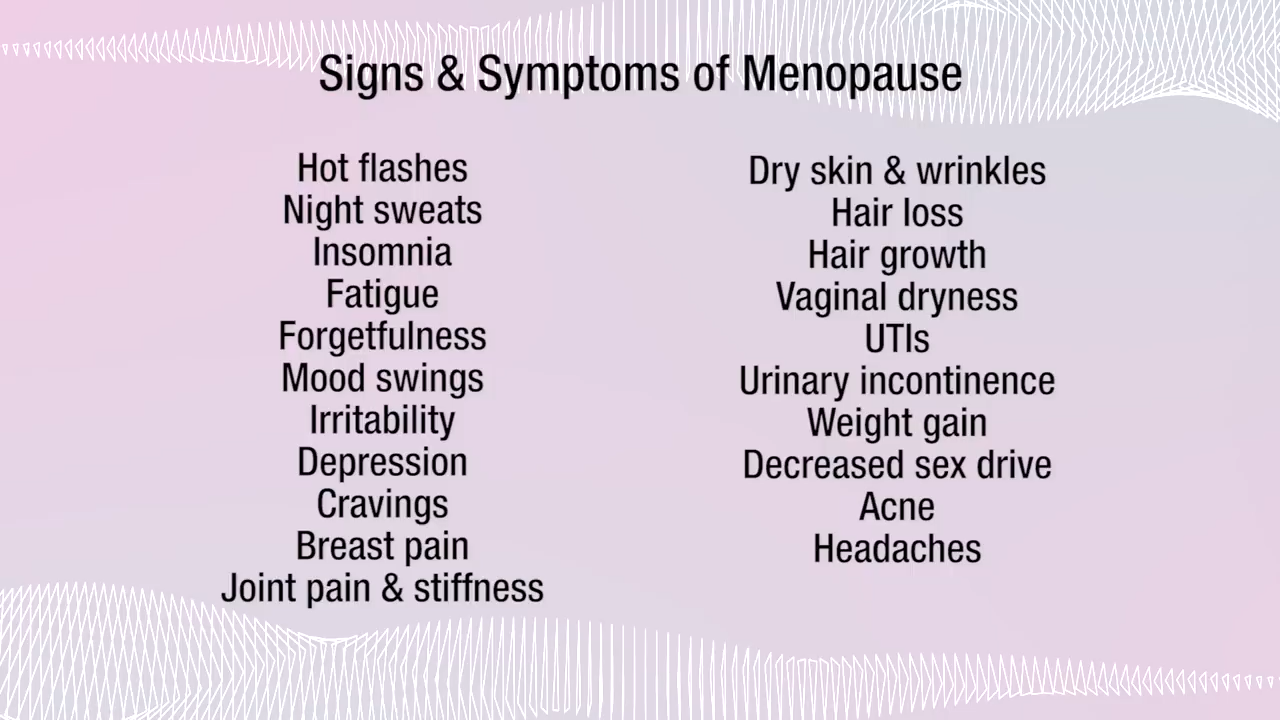 Signs & Symptoms of Menopause
Hot flashes
Night sweats
Insomnia
Fatigue
Forgetfulness
Mood swings
Irritability
Depression
Cravings
Breast pain
Joint pain & stiffness
Dry skin & wrinkles
Hair loss
Hair growth
Vaginal dryness
UTIs
Urinary incontinence
Weight gain
Decreased sex drive
Acne
Headaches